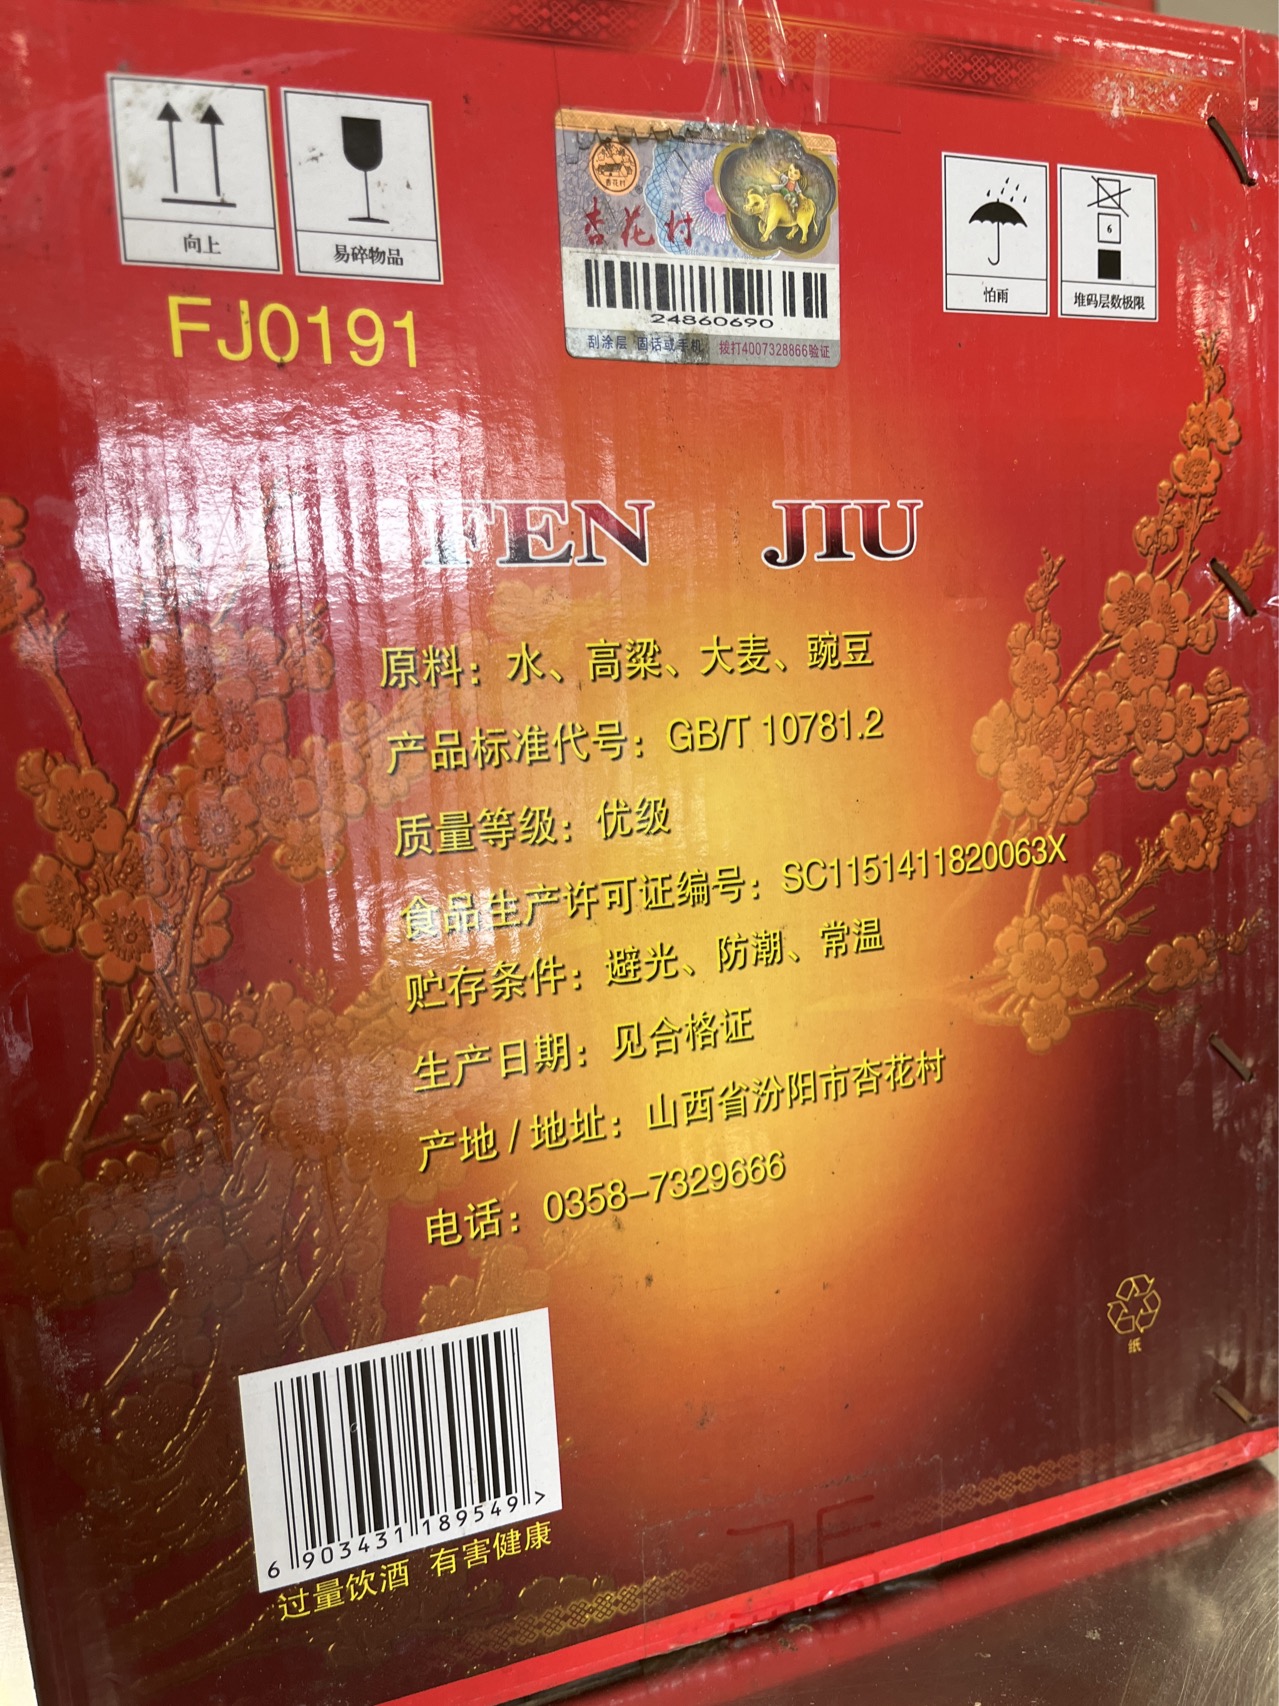 向上
易碎物品
杏花村
杏花村
24860690
刮涂层 固话或手机 拨打4007328866验证
怕雨
6
堆码层数极限
FJ0191
FEN JIU
原料：水、高粱、大麦、豌豆
产品标准代号：GB/T 10781.2
质量等级：优级
食品生产许可证编号：SC1151411820063X
贮存条件：避光、防潮、常温
生产日期：见合格证
产地/地址：山西省汾阳市杏花村
电话：0358-7329666
纸
6 903431 189549 >
过量饮酒 有害健康